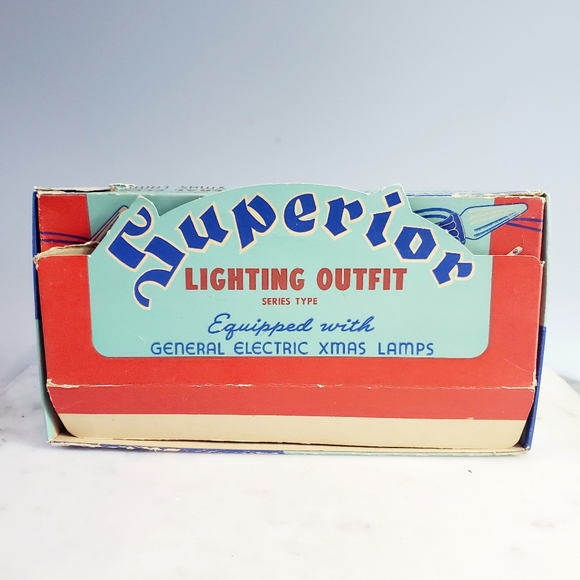 Superior
LIGHTING OUTFIT
SERIES TYPE
Equipped with
GENERAL ELECTRIC XMAS LAMPS